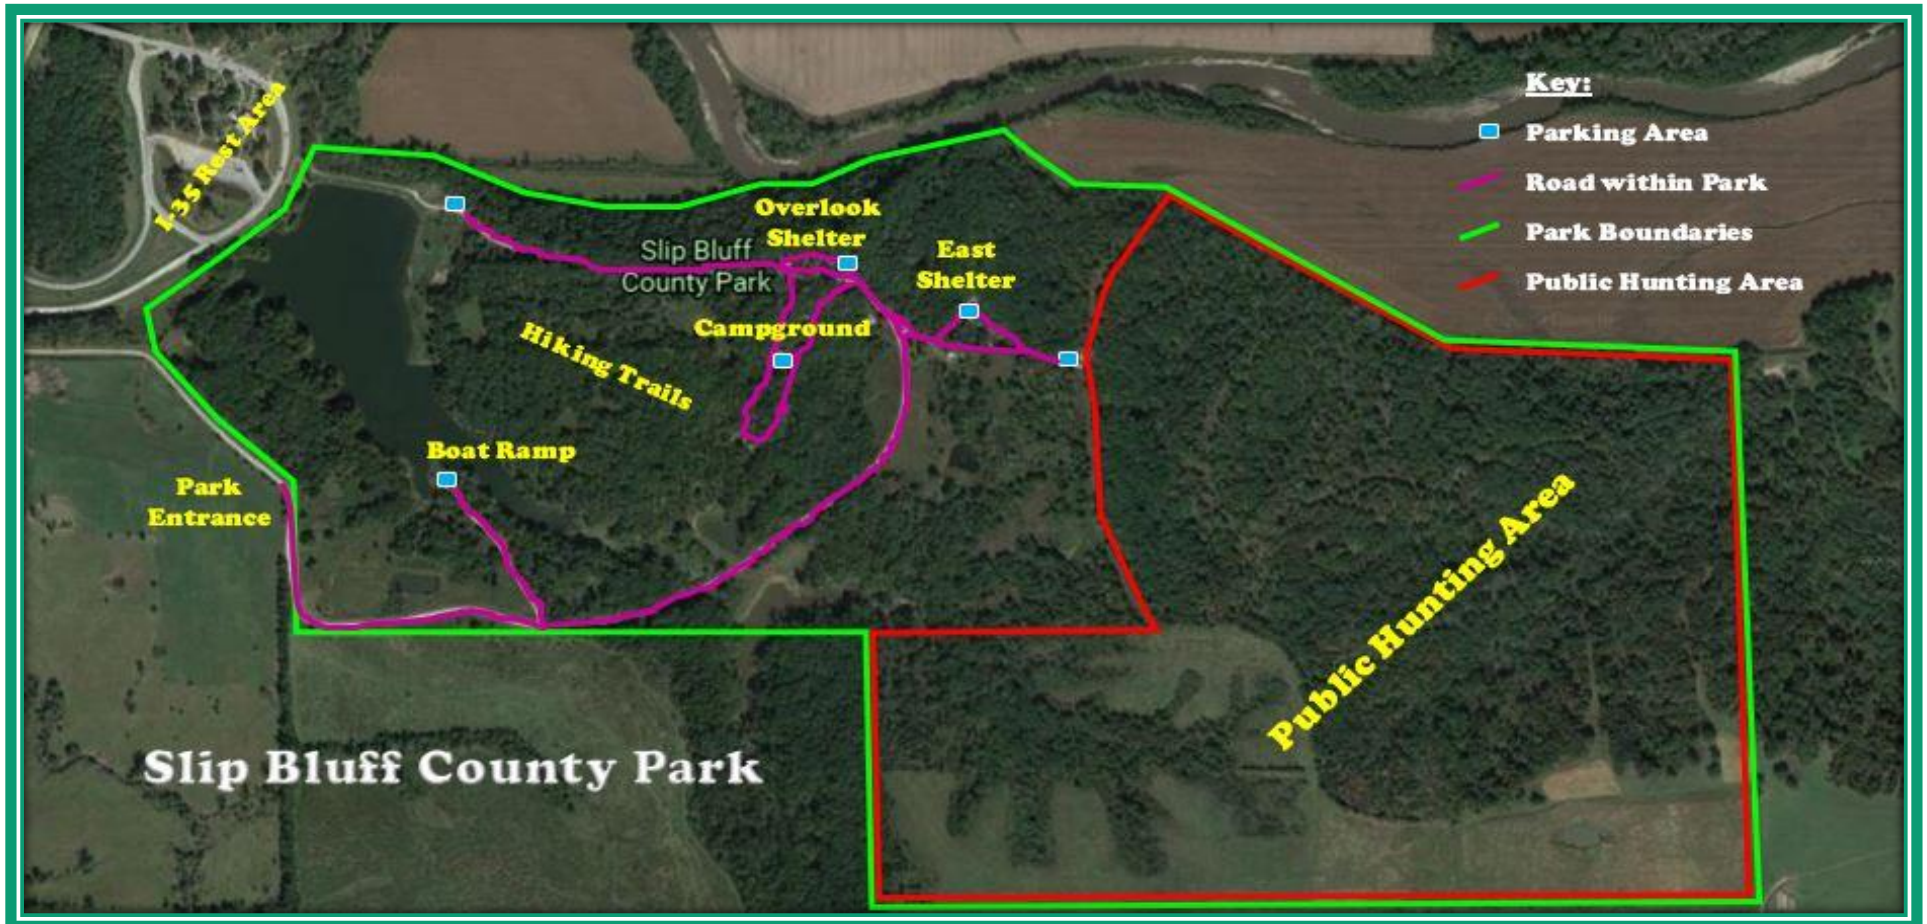 I-35 Rest Area
Key:
Parking Area
Road within Park
Park Boundaries
Public Hunting Area
Overlook
Shelter
Slip Bluff
County Park
East
Shelter
Campground
Hiking Trails
Boat Ramp
Park
Entrance
Public Hunting Area
Slip Bluff County Park